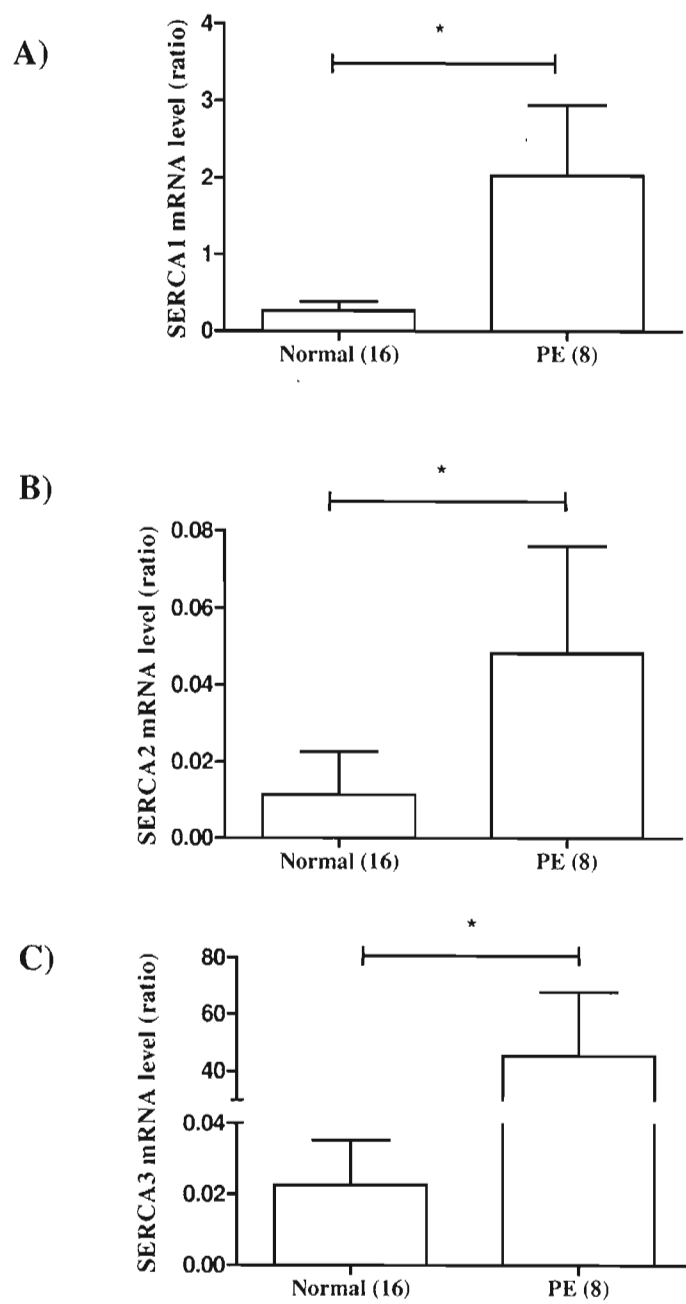 A)
SERCA1 mRNA level (ratio)
4
*
3
2
1
0
Normal (16) PE (8)
B)
SERCA2 mRNA level (ratio)
*
0.08
0.06
0.04
0.02
0.00
Normal (16) PE (8)
C)
SERCA3 mRNA level (ratio)
*
80
60
40
0.04
0.02
0.00
Normal (16) PE (8)